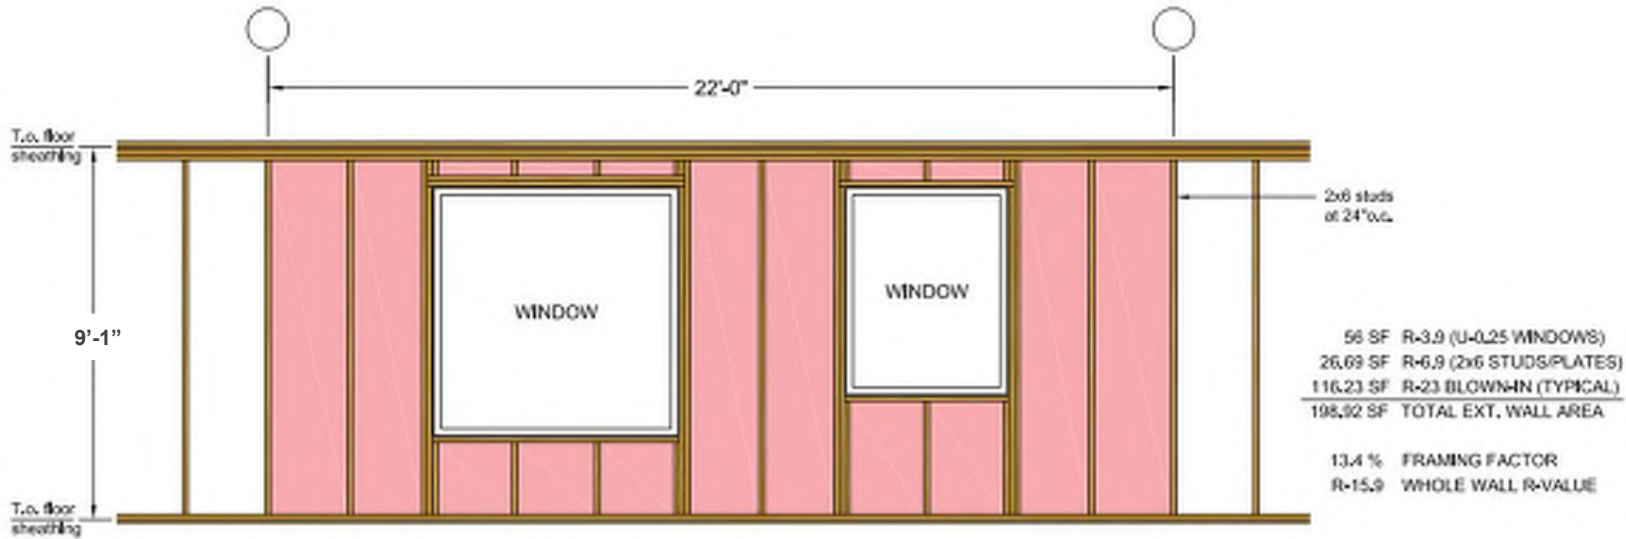 22'-0"
T.o. floor
sheathing
2x6 studs
at 24"o.c.
WINDOW
WINDOW
9'-1"
56 SF R-3.9 (U-0.25 WINDOWS)
26.69 SF R-6.9 (2x6 STUDS/PLATES)
116.23 SF R-23 BLOWN-IN (TYPICAL)
198.92 SF TOTAL EXT. WALL AREA
13.4 % FRAMING FACTOR
R-15.9 WHOLE WALL R-VALUE
T.o. floor
sheathing